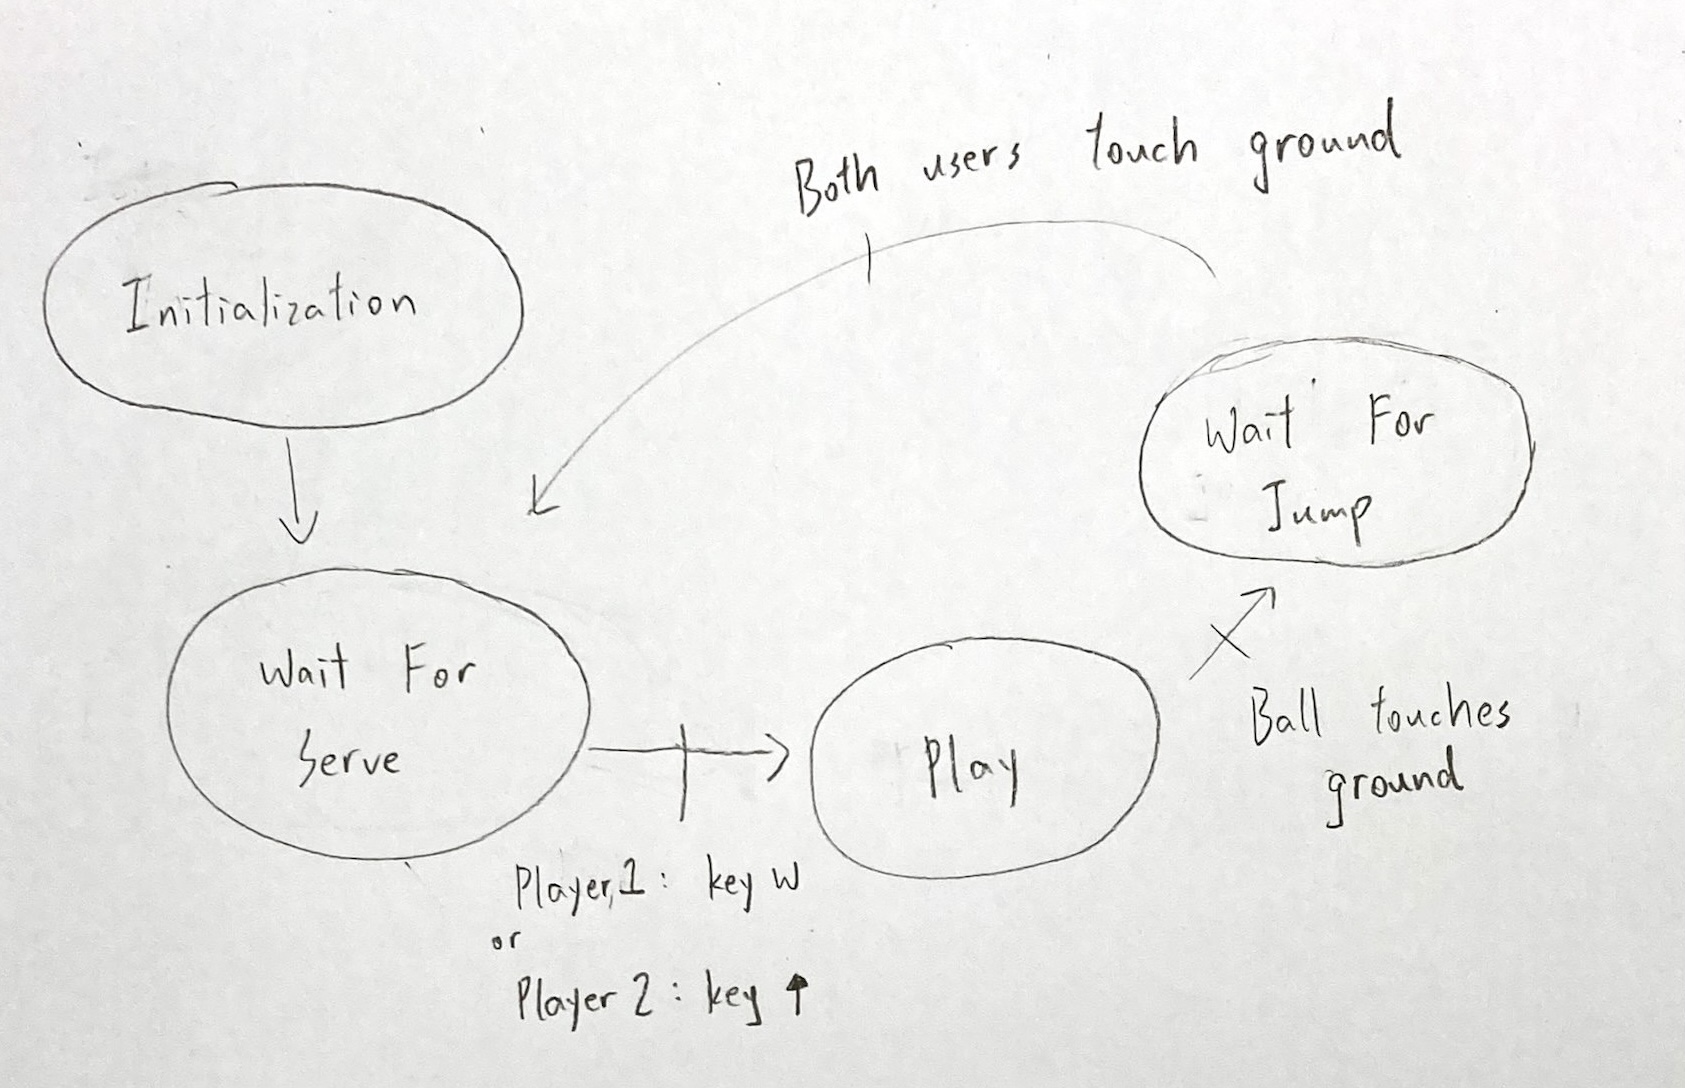 Both users touch ground
Initialization
Wait For
Jump
Wait For
Serve
Play
Ball touches
ground
Player 1: key W
or
Player 2: key ↑